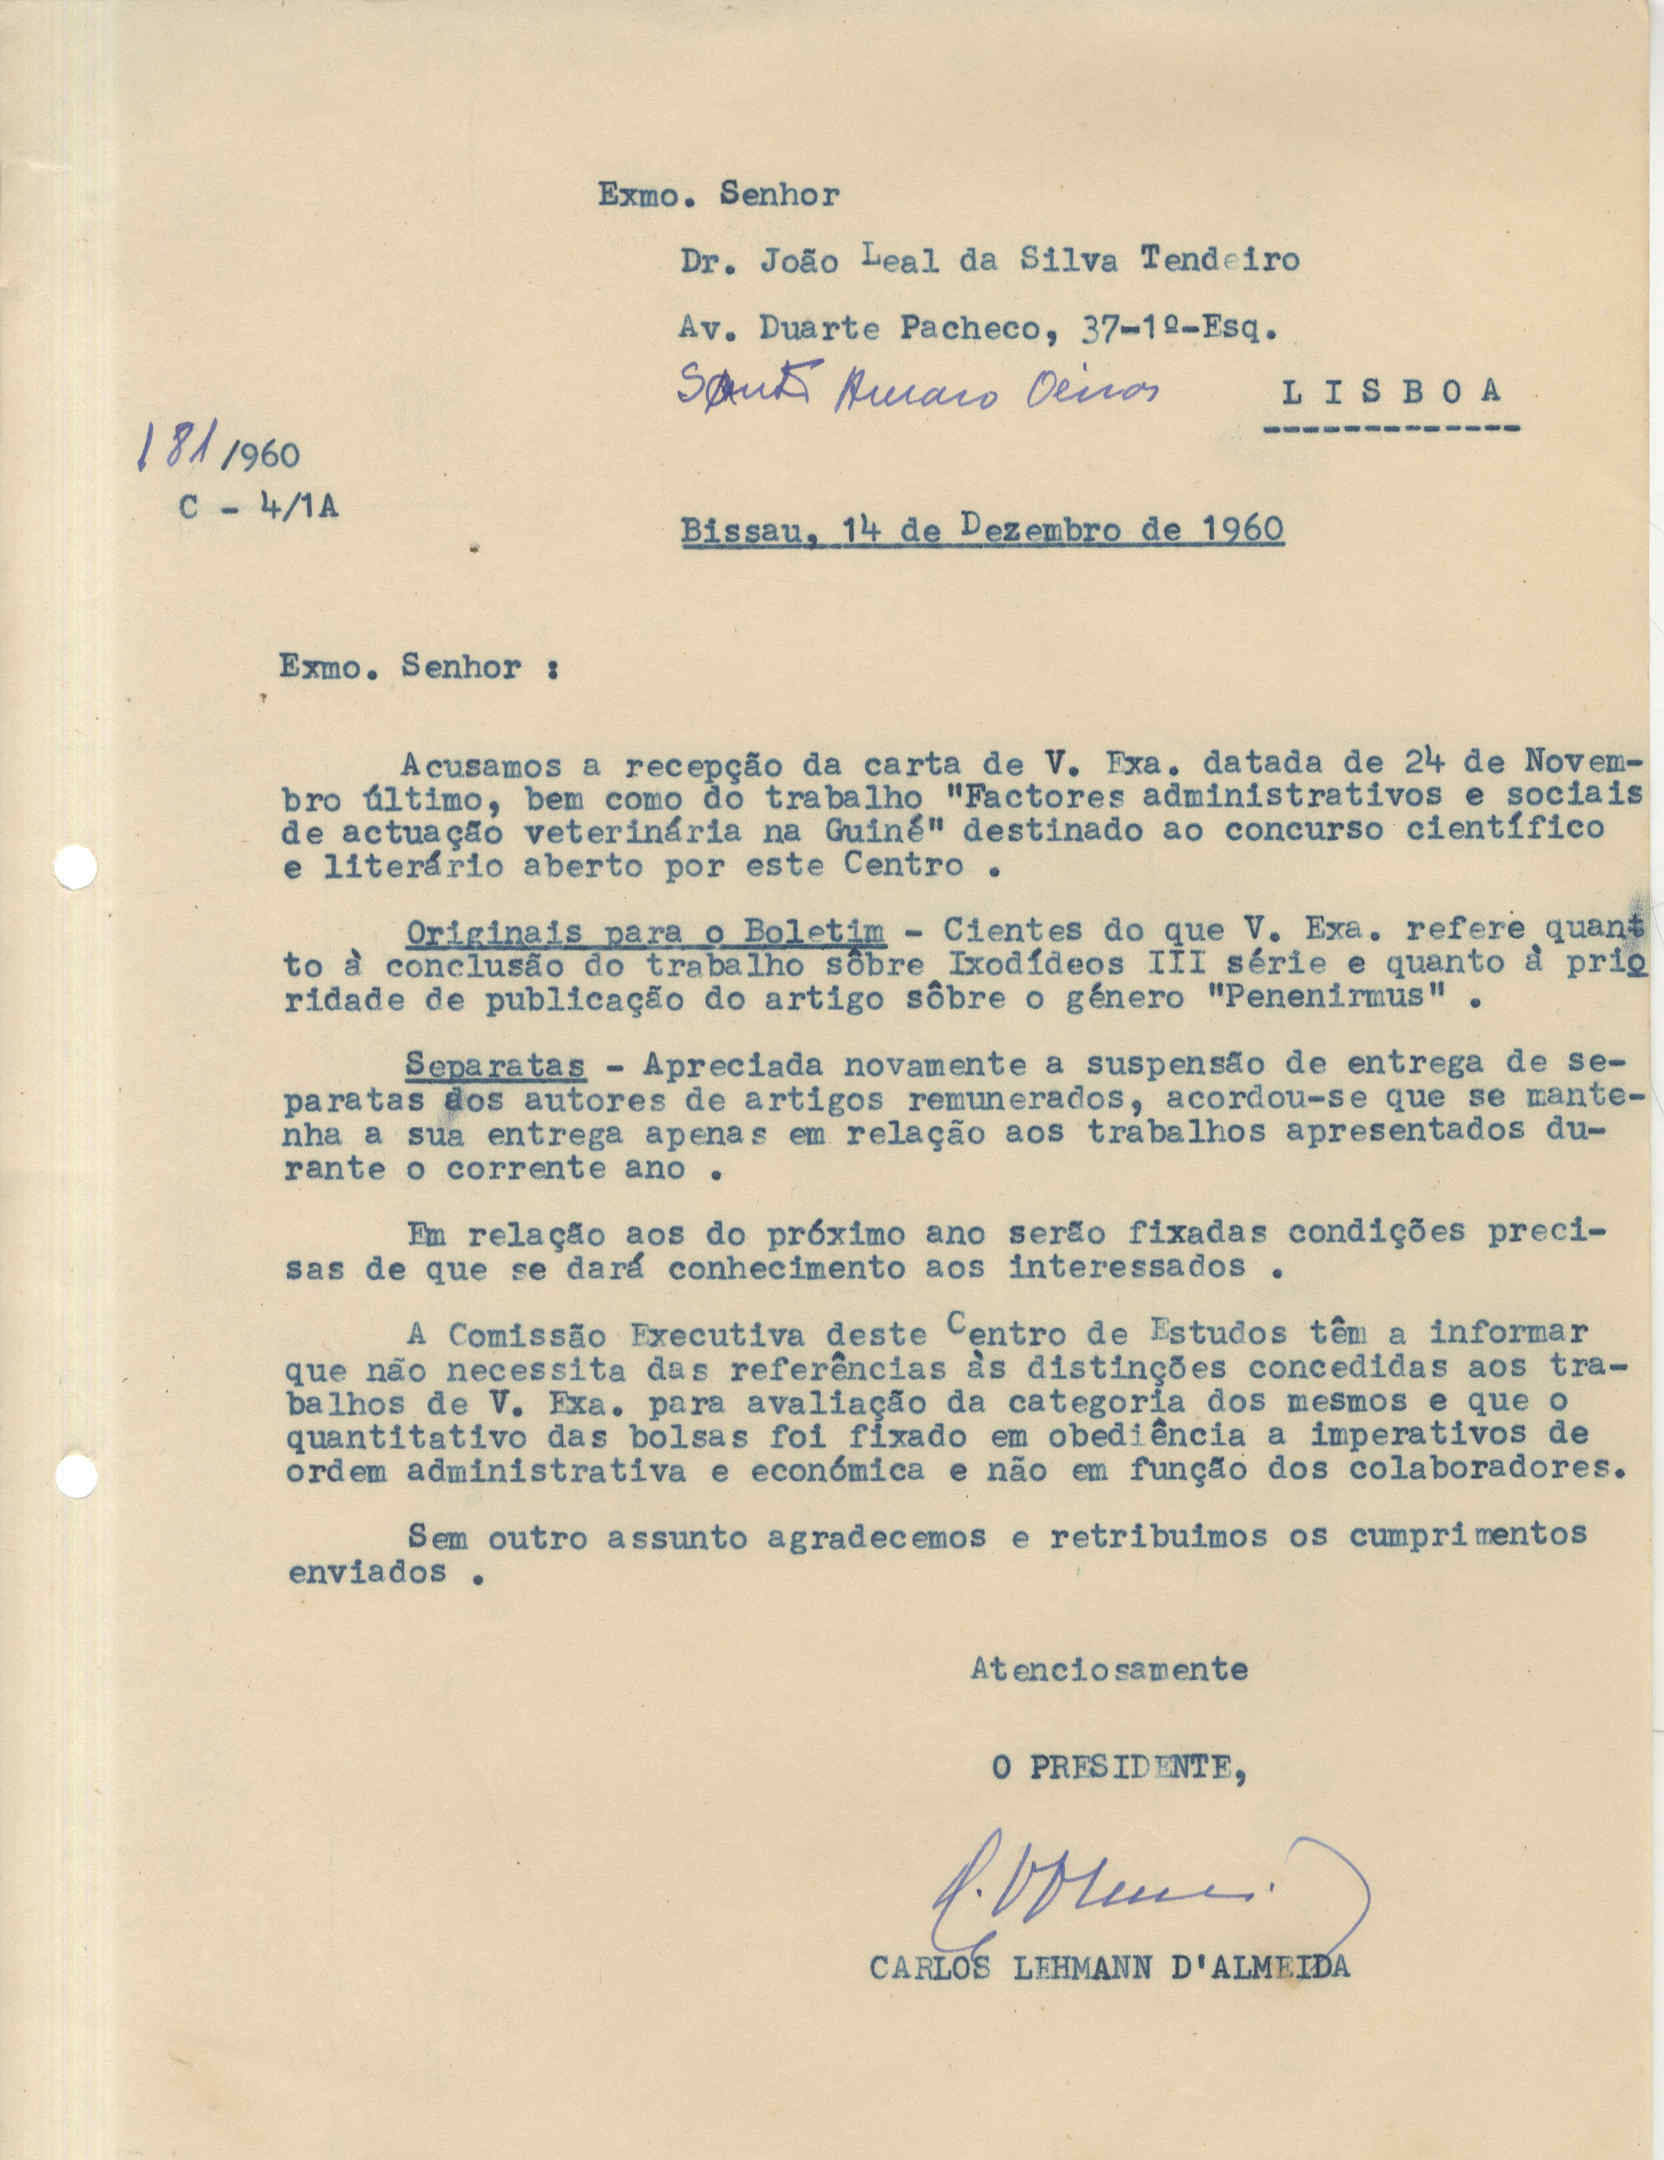 Exmo. Senhor
Dr. João Leal da Silva Tendeiro
Av. Duarte Pacheco, 37-1º-Esq.
Santo Amaro Oeiras L I S B O A
181/960
C - 4/1A
Bissau, 14 de Dezembro de 1960
Exmo. Senhor :
Acusamos a recepção da carta de V. Exa. datada de 24 de Novem-
bro último, bem como do trabalho "Factores administrativos e sociais
de actuação veterinária na Guiné" destinado ao concurso científico
e literário aberto por este Centro .
Originais para o Boletim - Cientes do que V. Exa. refere quant
to à conclusão do trabalho sôbre Ixodídeos III série e quanto à prio
ridade de publicação do artigo sôbre o género "Penenirmus" .
Separatas - Apreciada novamente a suspensão de entrega de se-
paratas dos autores de artigos remunerados, acordou-se que se mante-
nha a sua entrega apenas em relação aos trabalhos apresentados du-
rante o corrente ano .
Em relação aos do próximo ano serão fixadas condições preci-
sas de que se dará conhecimento aos interessados .
A Comissão Executiva deste Centro de Estudos têm a informar
que não necessita das referências às distinções concedidas aos tra-
balhos de V. Exa. para avaliação da categoria dos mesmos e que o
quantitativo das bolsas foi fixado em obediência a imperativos de
ordem administrativa e económica e não em função dos colaboradores.
Sem outro assunto agradecemos e retribuimos os cumprimentos
enviados .
Atenciosamente
O PRESIDENTE,
CARLOS LEHMANN D'ALMEIDA